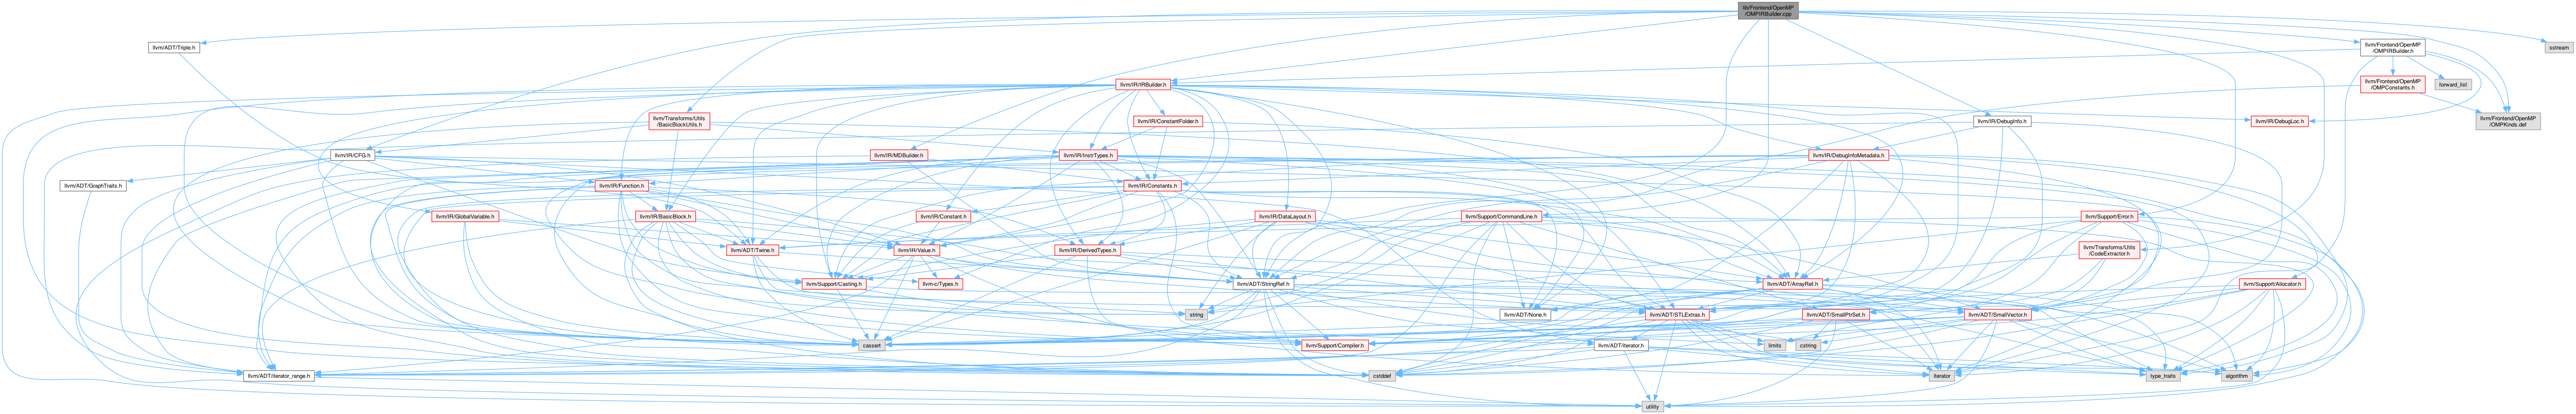 lib/Frontend/OpenMP
/OMPIRBuilder.cpp
llvm/ADT/Triple.h
llvm/Frontend/OpenMP
/OMPIRBuilder.h
sstream
llvm/IR/IRBuilder.h
llvm/Frontend/OpenMP
/OMPConstants.h
forward_list
llvm/Transforms/Utils
/BasicBlockUtils.h
llvm/IR/ConstantFolder.h
llvm/IR/DebugInfo.h
llvm/IR/DebugLoc.h
llvm/Frontend/OpenMP
/OMPKinds.def
llvm/IR/CFG.h
llvm/IR/MDBuilder.h
llvm/IR/InstrTypes.h
llvm/IR/DebugInfoMetadata.h
llvm/ADT/GraphTraits.h
llvm/IR/Function.h
llvm/IR/Constants.h
llvm/IR/GlobalVariable.h
llvm/IR/BasicBlock.h
llvm/IR/Constant.h
llvm/IR/DataLayout.h
llvm/Support/CommandLine.h
llvm/Support/Error.h
llvm/ADT/Twine.h
llvm/IR/Value.h
llvm/IR/DerivedTypes.h
llvm/Transforms/Utils
/CodeExtractor.h
llvm/Support/Casting.h
llvm-c/Types.h
llvm/ADT/StringRef.h
llvm/ADT/ArrayRef.h
llvm/Support/Allocator.h
string
llvm/ADT/STLExtras.h
llvm/ADT/None.h
llvm/ADT/SmallPtrSet.h
llvm/ADT/SmallVector.h
cassert
llvm/Support/Compiler.h
llvm/ADT/iterator.h
limits
cstring
llvm/ADT/iterator_range.h
cstddef
iterator
type_traits
algorithm
utility